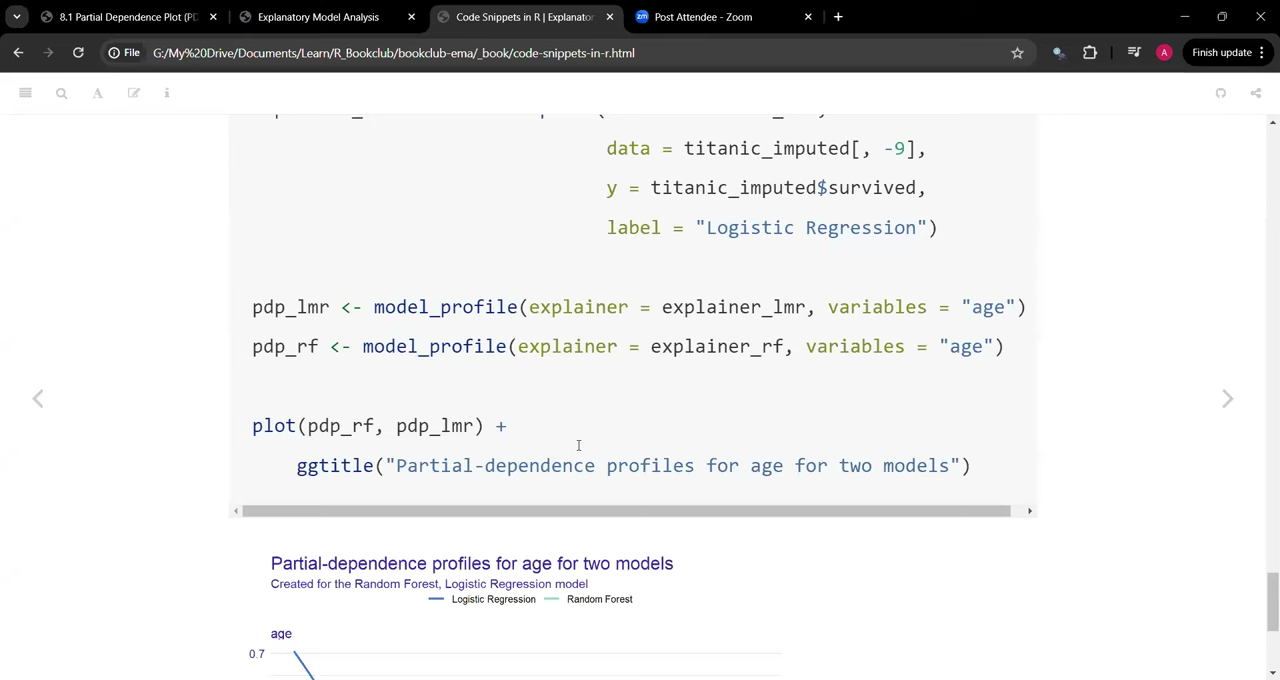 8.1 Partial Dependence Plot (PD
Explanatory Model Analysis
Code Snippets in R | Explanator
zm Post Attendee - Zoom
File G:/My%20Drive/Documents/Learn/R_Bookclub/bookclub-ema/_book/code-snippets-in-r.html
A
Finish update
data = titanic_imputed[, -9],
y = titanic_imputed$survived,
label = "Logistic Regression")
pdp_lmr <- model_profile(explainer = explainer_lmr, variables = "age")
pdp_rf <- model_profile(explainer = explainer_rf, variables = "age")
plot(pdp_rf, pdp_lmr) +
ggtitle("Partial-dependence profiles for age for two models")
Partial-dependence profiles for age for two models
Created for the Random Forest, Logistic Regression model
Logistic Regression Random Forest
age
0.7